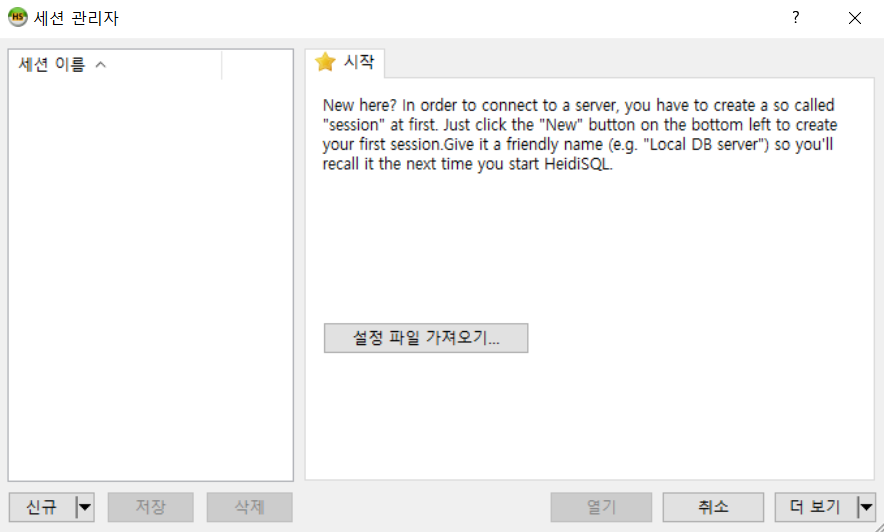 HS 세션 관리자 ?
세션 이름
시작
New here? In order to connect to a server, you have to create a so called
"session" at first. Just click the "New" button on the bottom left to create
your first session.Give it a friendly name (e.g. "Local DB server") so you'll
recall it the next time you start HeidiSQL.
설정 파일 가져오기...
신규 저장 삭제 열기 취소 더 보기